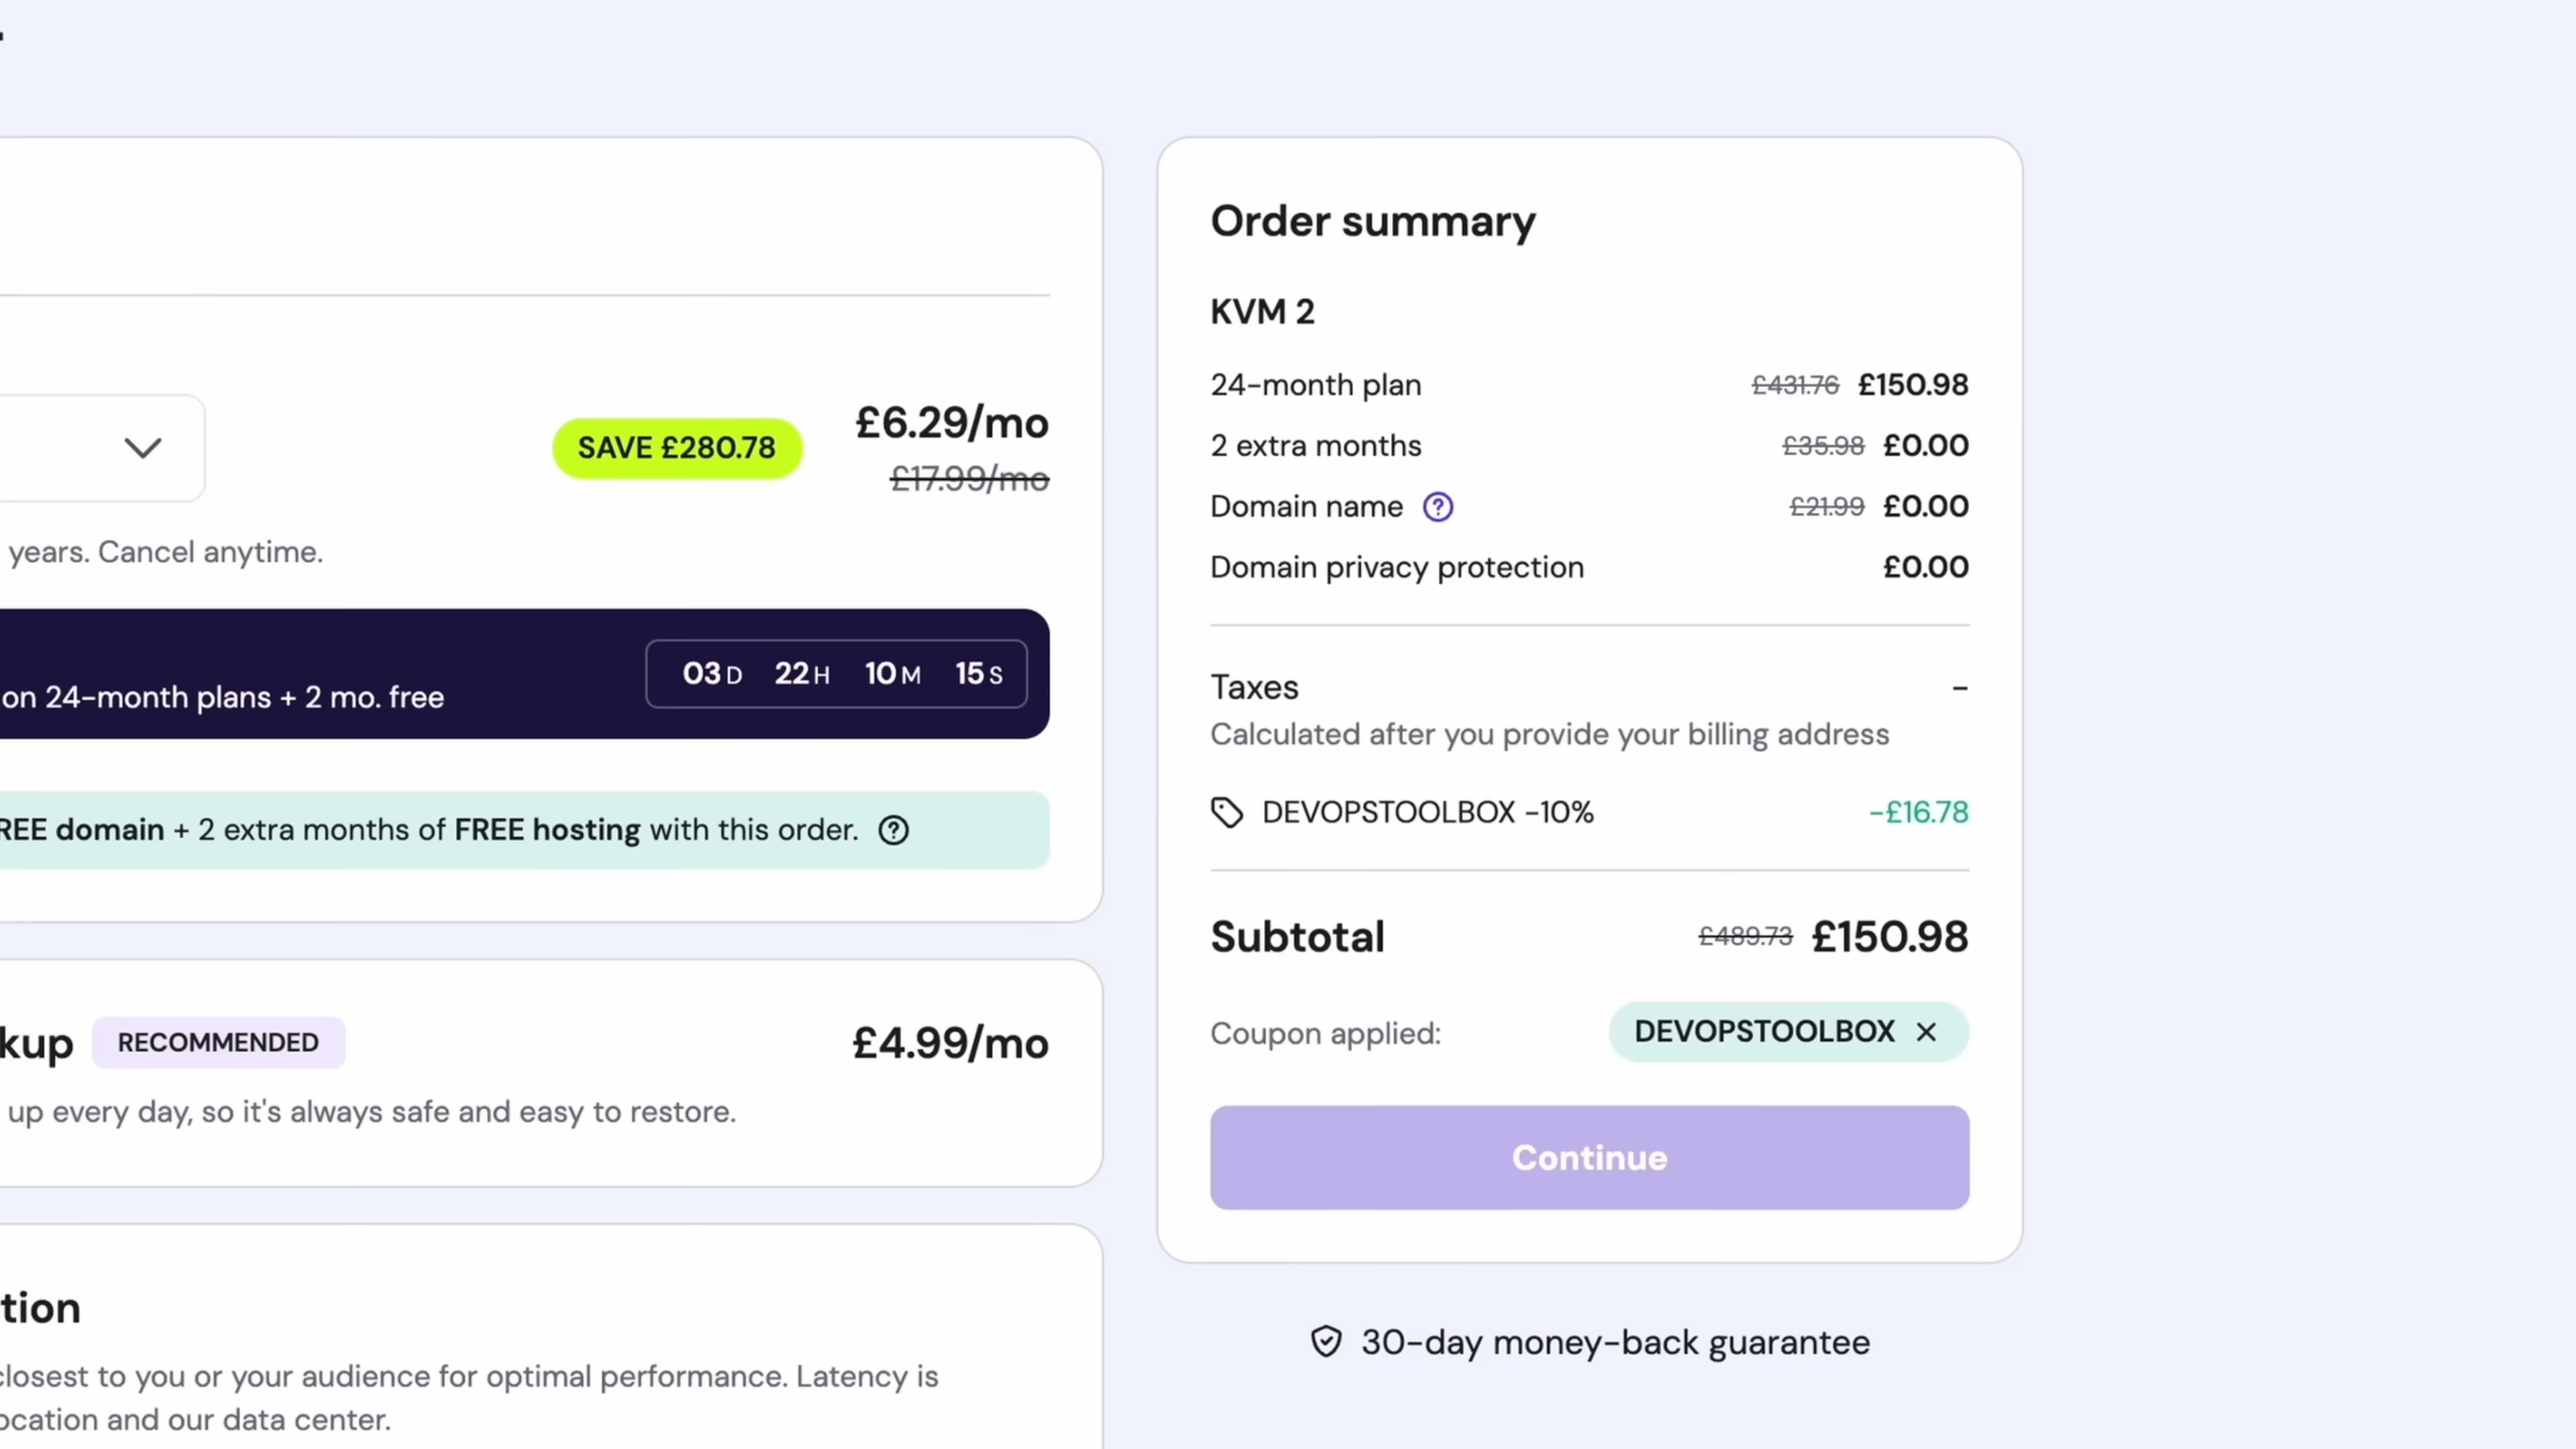 SAVE £280.78
£6.29/mo
£17.99/mo
years. Cancel anytime.
03 D 22 H 10 M 15 S
on 24-month plans + 2 mo. free
REE domain + 2 extra months of FREE hosting with this order.
kup RECOMMENDED £4.99/mo
up every day, so it's always safe and easy to restore.
tion
closest to you or your audience for optimal performance. Latency is
ocation and our data center.
Order summary
KVM 2
24-month plan £431.76 £150.98
2 extra months £35.98 £0.00
Domain name £21.99 £0.00
Domain privacy protection £0.00
Taxes -
Calculated after you provide your billing address
DEVOPSTOOLBOX -10% -£16.78
Subtotal £489.73 £150.98
Coupon applied: DEVOPSTOOLBOX
Continue
30-day money-back guarantee